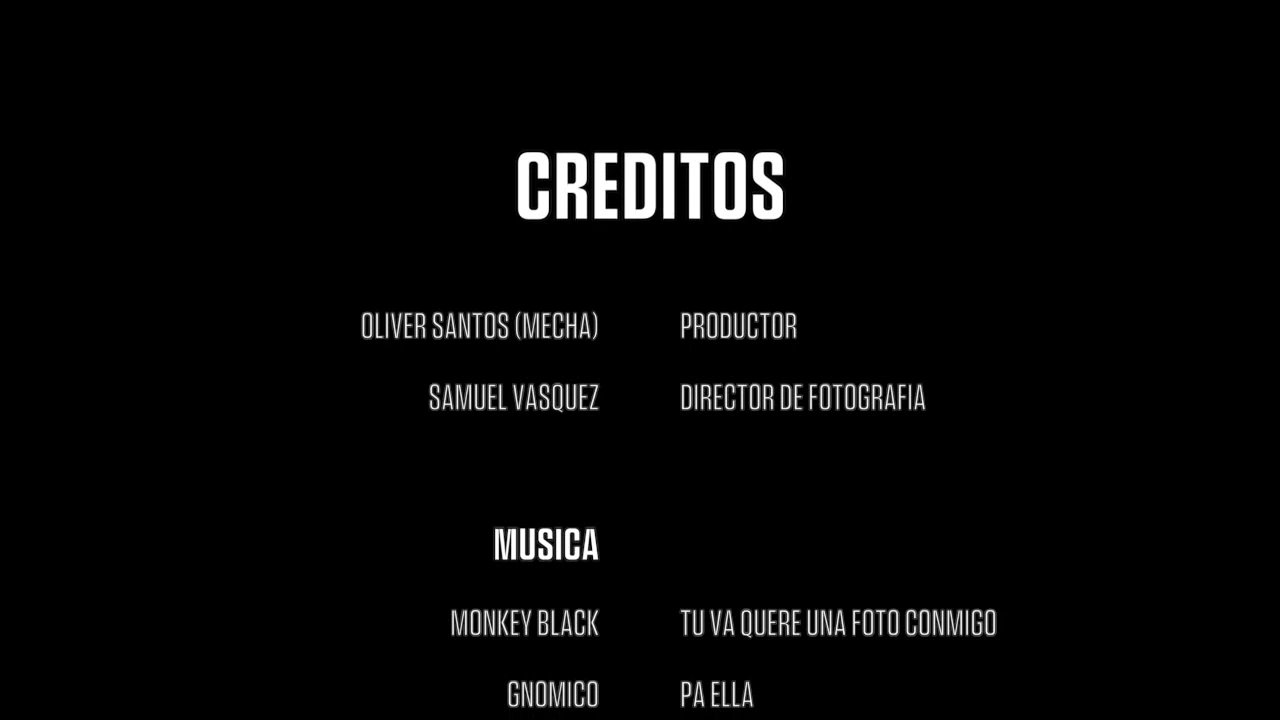 CREDITOS
OLIVER SANTOS (MECHA) PRODUCTOR
SAMUEL VASQUEZ DIRECTOR DE FOTOGRAFIA
MUSICA
MONKEY BLACK TU VA QUERE UNA FOTO CONMIGO
GNOMICO PA ELLA